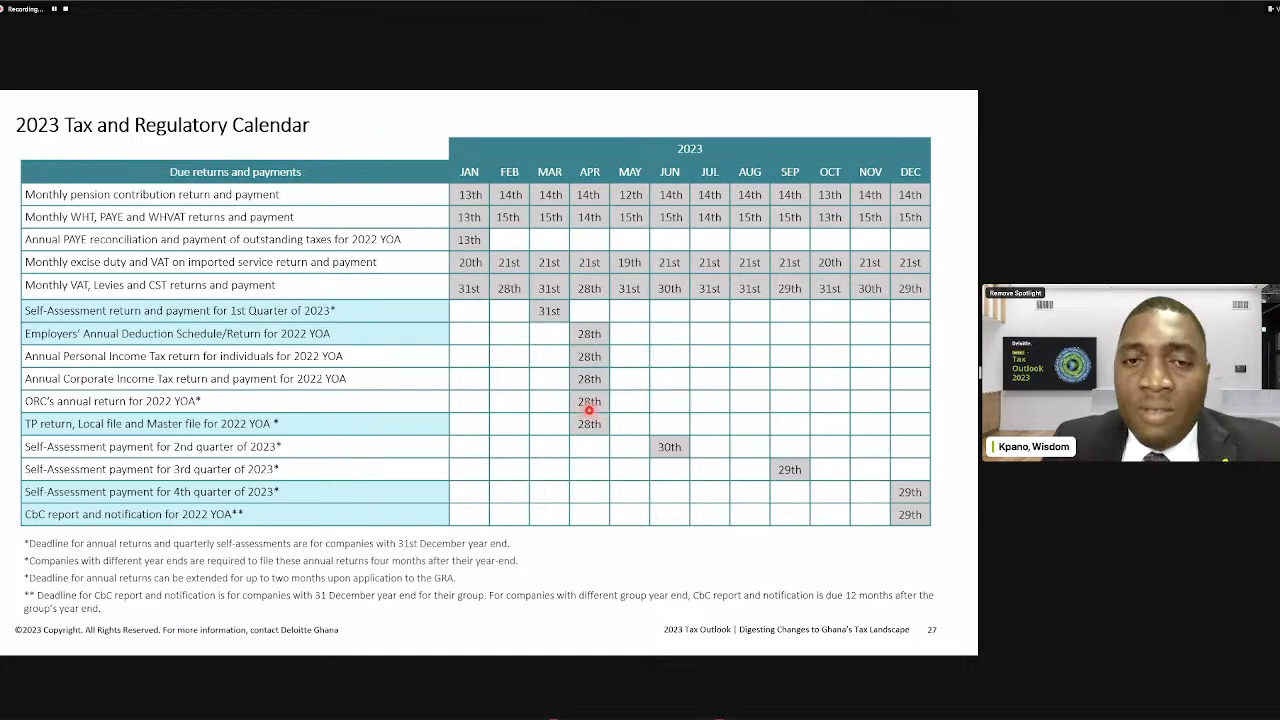 Recording...
2023 Tax and Regulatory Calendar
2023
Due returns and payments JAN FEB MAR APR MAY JUN JUL AUG SEP OCT NOV DEC
Monthly pension contribution return and payment 13th 14th 14th 14th 12th 14th 14th 14th 14th 13th 14th 14th
Monthly WHT, PAYE and WHVAT returns and payment 13th 15th 15th 14th 15th 15th 14th 15th 15th 13th 15th 15th
Annual PAYE reconciliation and payment of outstanding taxes for 2022 YOA 13th
Monthly excise duty and VAT on imported service return and payment 20th 21st 21st 21st 19th 21st 21st 21st 21st 20th 21st 21st
Monthly VAT, Levies and CST returns and payment 31st 28th 31st 28th 31st 30th 31st 31st 29th 31st 30th 29th
Self-Assessment return and payment for 1st Quarter of 2023* 31st
Employers' Annual Deduction Schedule/Return for 2022 YOA 28th
Annual Personal Income Tax return for individuals for 2022 YOA 28th
Annual Corporate Income Tax return and payment for 2022 YOA 28th
ORC's annual return for 2022 YOA* 28th
TP return, Local file and Master file for 2022 YOA * 28th
Self-Assessment payment for 2nd quarter of 2023* 30th
Self-Assessment payment for 3rd quarter of 2023* 29th
Self-Assessment payment for 4th quarter of 2023* 29th
CbC report and notification for 2022 YOA** 29th
*Deadline for annual returns and quarterly self-assessments are for companies with 31st December year end.
*Companies with different year ends are required to file these annual returns four months after their year-end.
*Deadline for annual returns can be extended for up to two months upon application to the GRA.
** Deadline for CbC report and notification is for companies with 31 December year end for their group. For companies with different group year end, CbC report and notification is due 12 months after the
group's year end.
©2023 Copyright. All Rights Reserved. For more information, contact Deloitte Ghana
2023 Tax Outlook | Digesting Changes to Ghana's Tax Landscape 27
Remove Spotlight
Deloitte.
Tax
Outlook
2023
Kpano, Wisdom